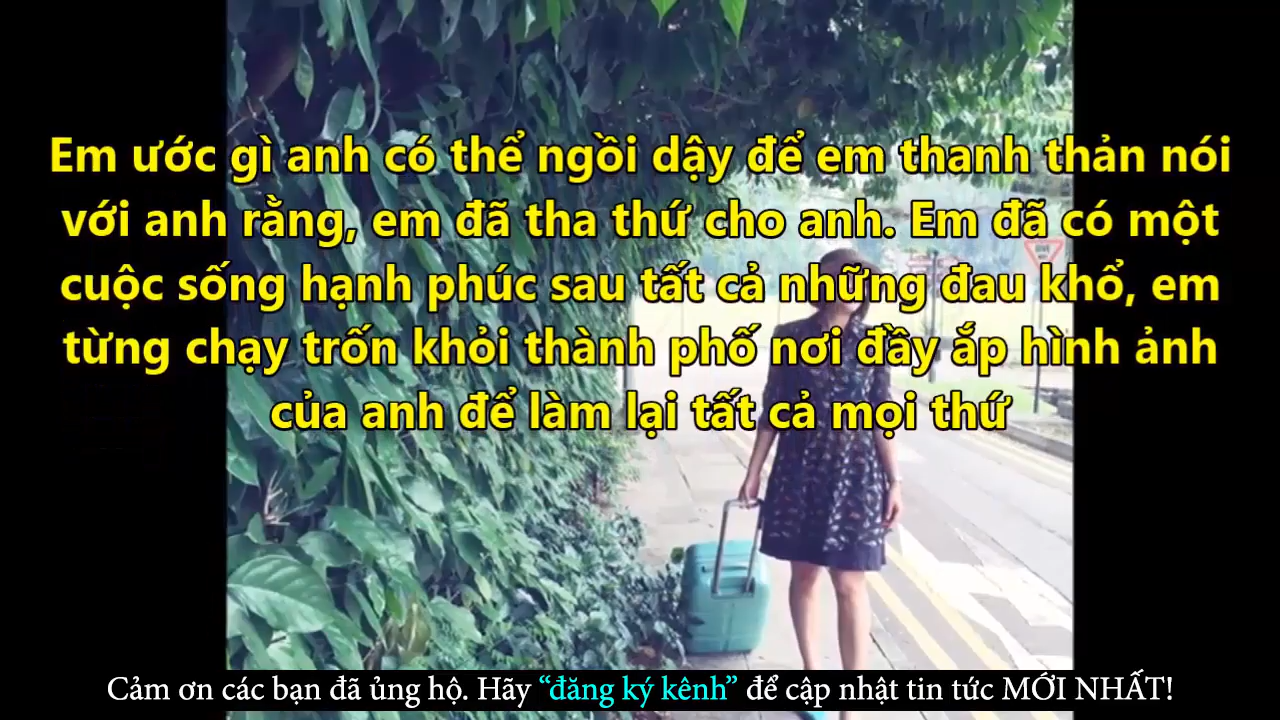 Em ước gì anh có thể ngồi dậy để em thanh thản nói
với anh rằng, em đã tha thứ cho anh. Em đã có một
cuộc sống hạnh phúc sau tất cả những đau khổ, em
từng chạy trốn khỏi thành phố nơi đầy ắp hình ảnh
của anh để làm lại tất cả mọi thứ
Cảm ơn các bạn đã ủng hộ. Hãy “đăng ký kênh” để cập nhật tin tức MỚI NHẤT!